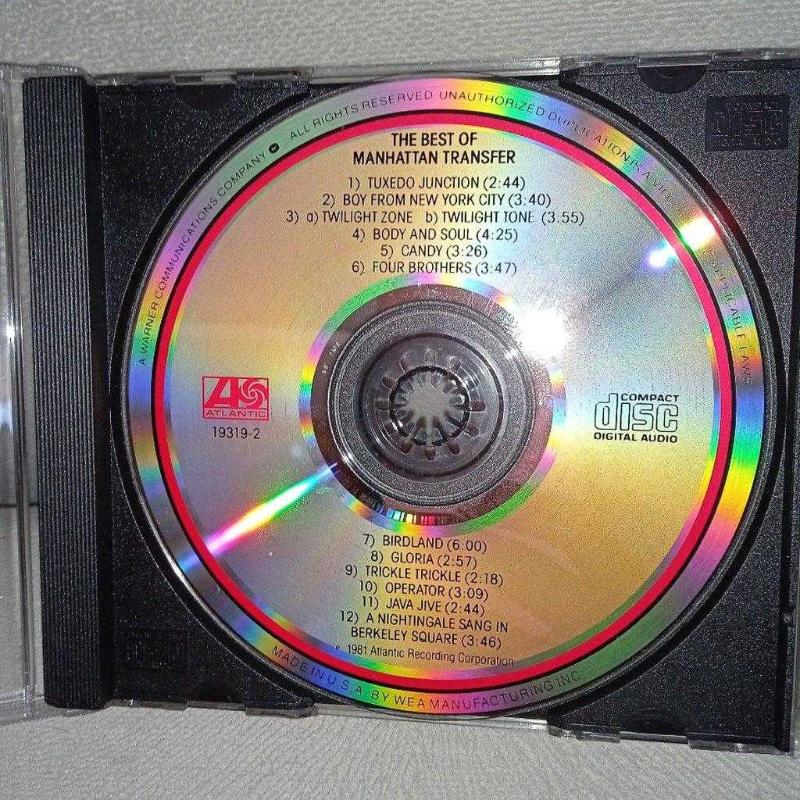 A WARNER COMMUNICATIONS COMPANY ALL RIGHTS RESERVED UNAUTHORIZED DUPLICATION IS A
APPLICABLE LAWS
THE BEST OF
MANHATTAN TRANSFER
1) TUXEDO JUNCTION (2:44)
2) BOY FROM NEW YORK CITY (3:40)
3) a) TWILIGHT ZONE b) TWILIGHT TONE (3.55)
4) BODY AND SOUL (4:25)
5) CANDY (3:26)
6) FOUR BROTHERS (3:47)
ATLANTIC
19319-2
COMPACT
disc
DIGITAL AUDIO
7) BIRDLAND (6:00)
8) GLORIA (2:57)
9) TRICKLE TRICKLE (2:18)
10) OPERATOR (3:09)
11) JAVA JIVE (2:44)
12) A NIGHTINGALE SANG IN
BERKELEY SQUARE (3:46)
1981 Atlantic Recording Corporation
MADE IN U.S.A. BY WEA MANUFACTURING INC.